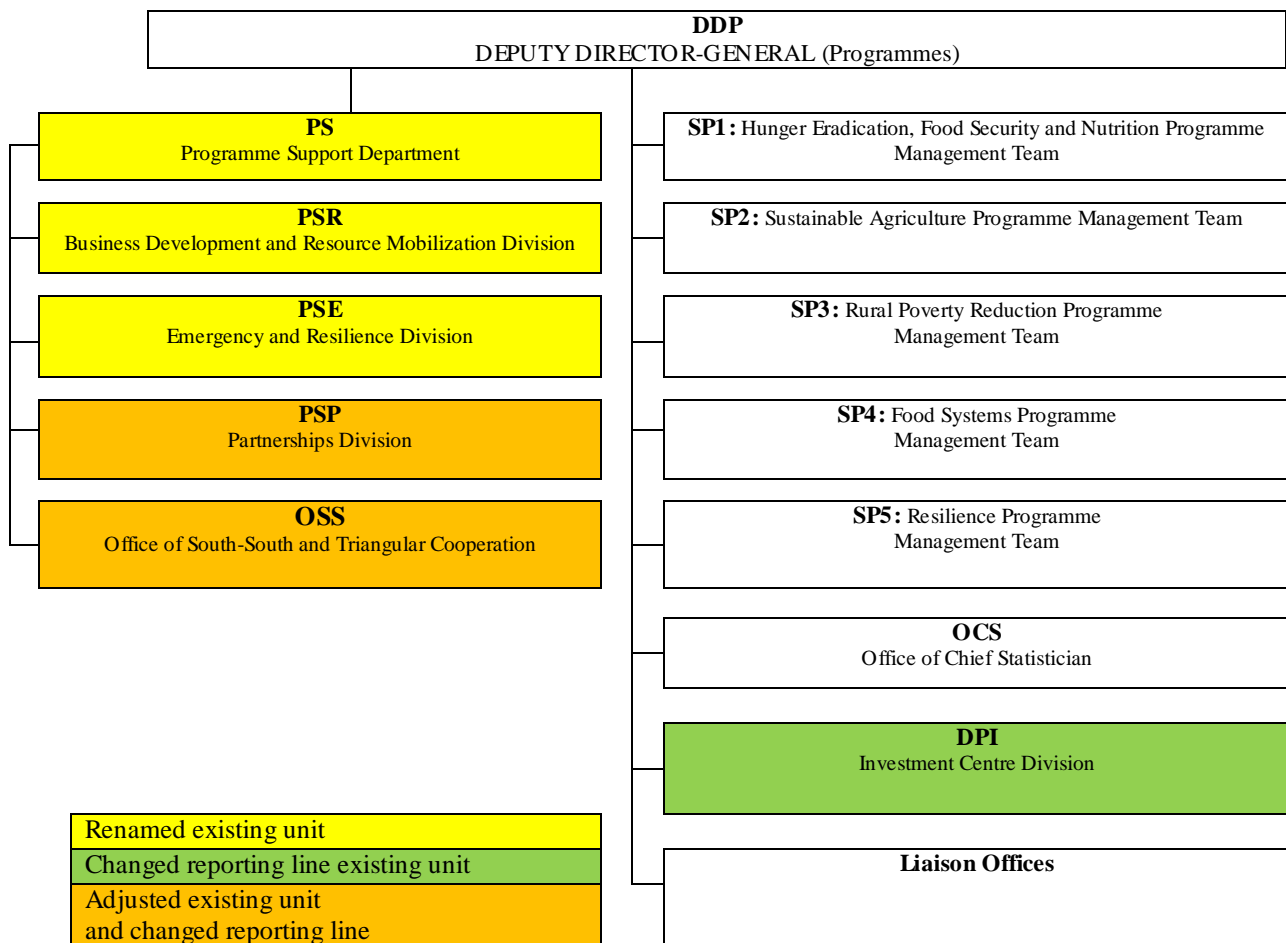 DDP
DEPUTY DIRECTOR-GENERAL (Programmes)
PS
Programme Support Department
PSR
Business Development and Resource Mobilization Division
PSE
Emergency and Resilience Division
PSP
Partnerships Division
OSS
Office of South-South and Triangular Cooperation
SP1: Hunger Eradication, Food Security and Nutrition Programme
Management Team
SP2: Sustainable Agriculture Programme Management Team
SP3: Rural Poverty Reduction Programme
Management Team
SP4: Food Systems Programme
Management Team
SP5: Resilience Programme
Management Team
OCS
Office of Chief Statistician
DPI
Investment Centre Division
Liaison Offices
Renamed existing unit
Changed reporting line existing unit
Adjusted existing unit
and changed reporting line